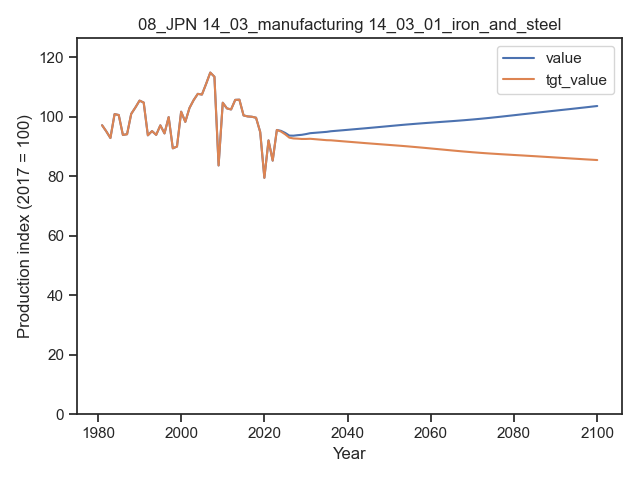 08_JPN 14_03_manufacturing 14_03_01_iron_and_steel
value
tgt_value
Production index (2017 = 100)
120
100
80
60
40
20
0
1980 2000 2020 2040 2060 2080 2100
Year